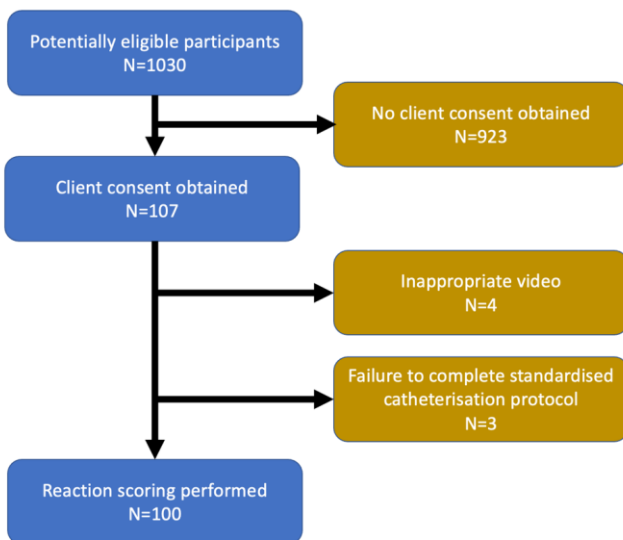 Potentially eligible participants
N=1030
No client consent obtained
N=923
Client consent obtained
N=107
Inappropriate video
N=4
Failure to complete standardised
catheterisation protocol
N=3
Reaction scoring performed
N=100